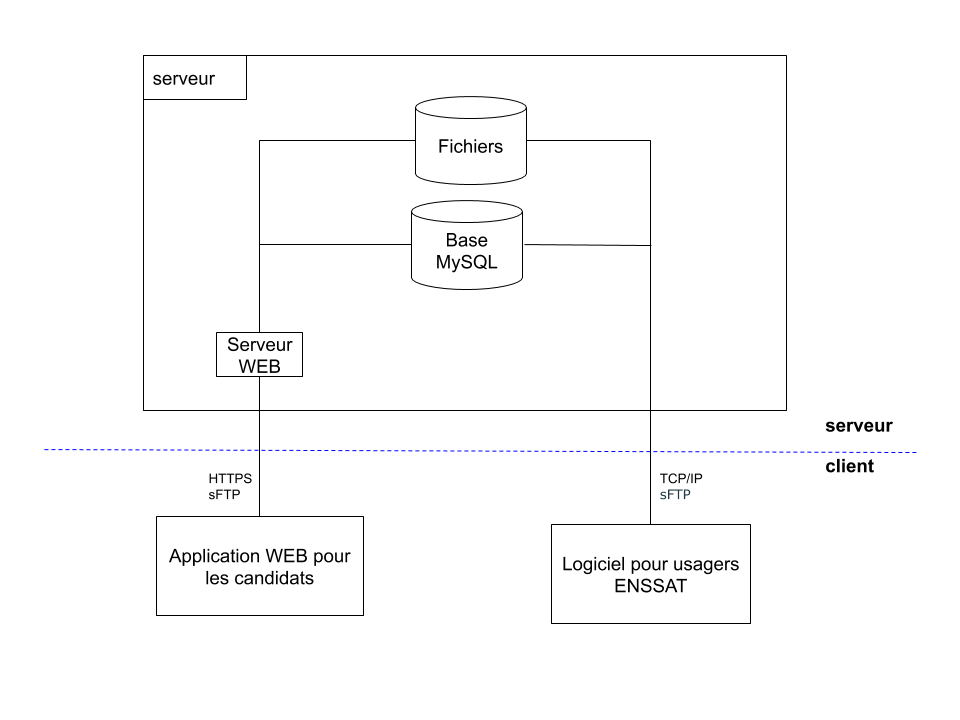 serveur
Fichiers
Base
MySQL
Serveur
WEB
serveur
client
HTTPS
sFTP
TCP/IP
sFTP
Application WEB pour
les candidats
Logiciel pour usagers
ENSSAT